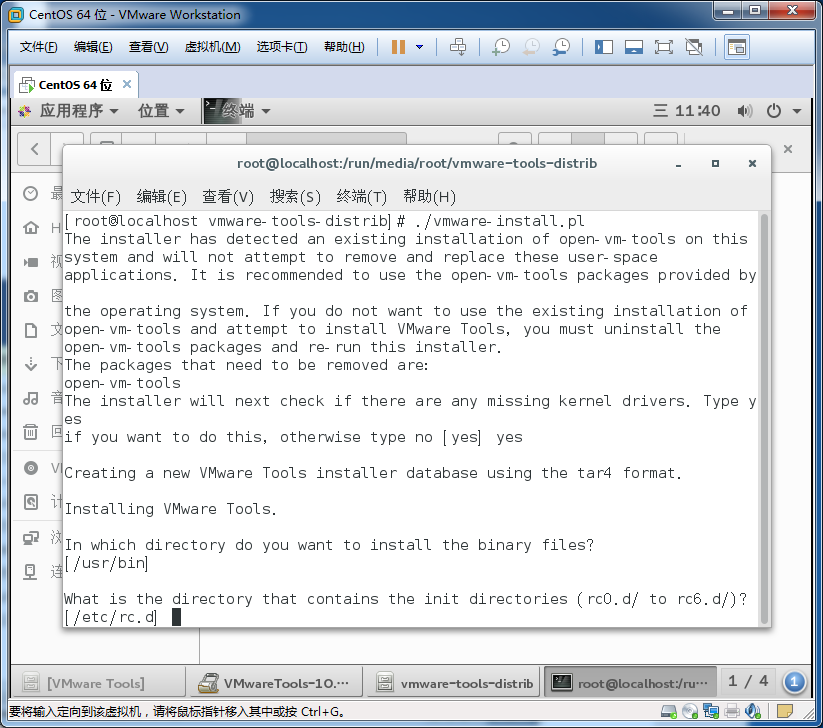 CentOS 64 位 - VMware Workstation
文件(F) 编辑(E) 查看(V) 虚拟机(M) 选项卡(T) 帮助(H)
CentOS 64 位
应用程序 位置 终端 三 11:40
root@localhost:/run/media/root/vmware-tools-distrib
文件(F) 编辑(E) 查看(V) 搜索(S) 终端(T) 帮助(H)
[root@localhost vmware-tools-distrib]# ./vmware-install.pl
The installer has detected an existing installation of open-vm-tools on this
system and will not attempt to remove and replace these user-space
applications. It is recommended to use the open-vm-tools packages provided by
the operating system. If you do not want to use the existing installation of
open-vm-tools and attempt to install VMware Tools, you must uninstall the
open-vm-tools packages and re-run this installer.
The packages that need to be removed are:
open-vm-tools
The installer will next check if there are any missing kernel drivers. Type y
es
if you want to do this, otherwise type no [yes] yes
Creating a new VMware Tools installer database using the tar4 format.
Installing VMware Tools.
In which directory do you want to install the binary files?
[/usr/bin]
What is the directory that contains the init directories (rc0.d/ to rc6.d/)?
[/etc/rc.d]
[VMware Tools] VMwareTools-10.… vmware-tools-distrib root@localhost:/ru… 1 / 4 1
要将输入定向到该虚拟机，请将鼠标指针移入其中或按 Ctrl+G。